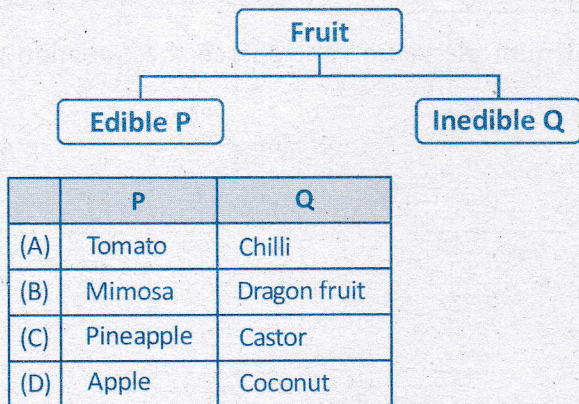 Fruit
Edible P
Inedible Q
P Q
(A) Tomato Chilli
(B) Mimosa Dragon fruit
(C) Pineapple Castor
(D) Apple Coconut